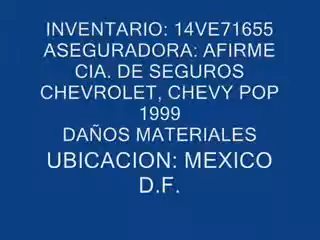 INVENTARIO: 14VE71655
ASEGURADORA: AFIRME
CIA. DE SEGUROS
CHEVROLET, CHEVY POP
1999
DAÑOS MATERIALES
UBICACION: MEXICO
D.F.